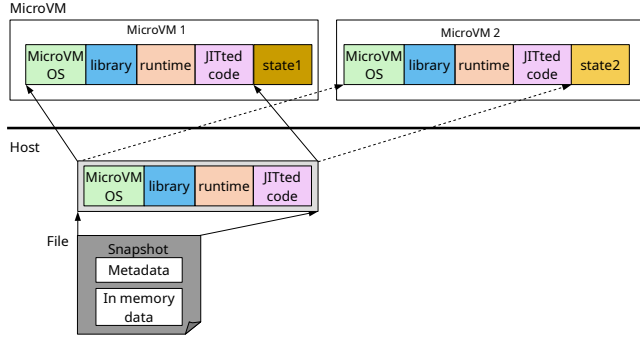 MicroVM
MicroVM 1
MicroVM 2
MicroVM
OS
library
runtime
JITted
code
state1
MicroVM
OS
library
runtime
JITted
code
state2
Host
MicroVM
OS
library
runtime
JITted
code
File
Snapshot
Metadata
In memory
data